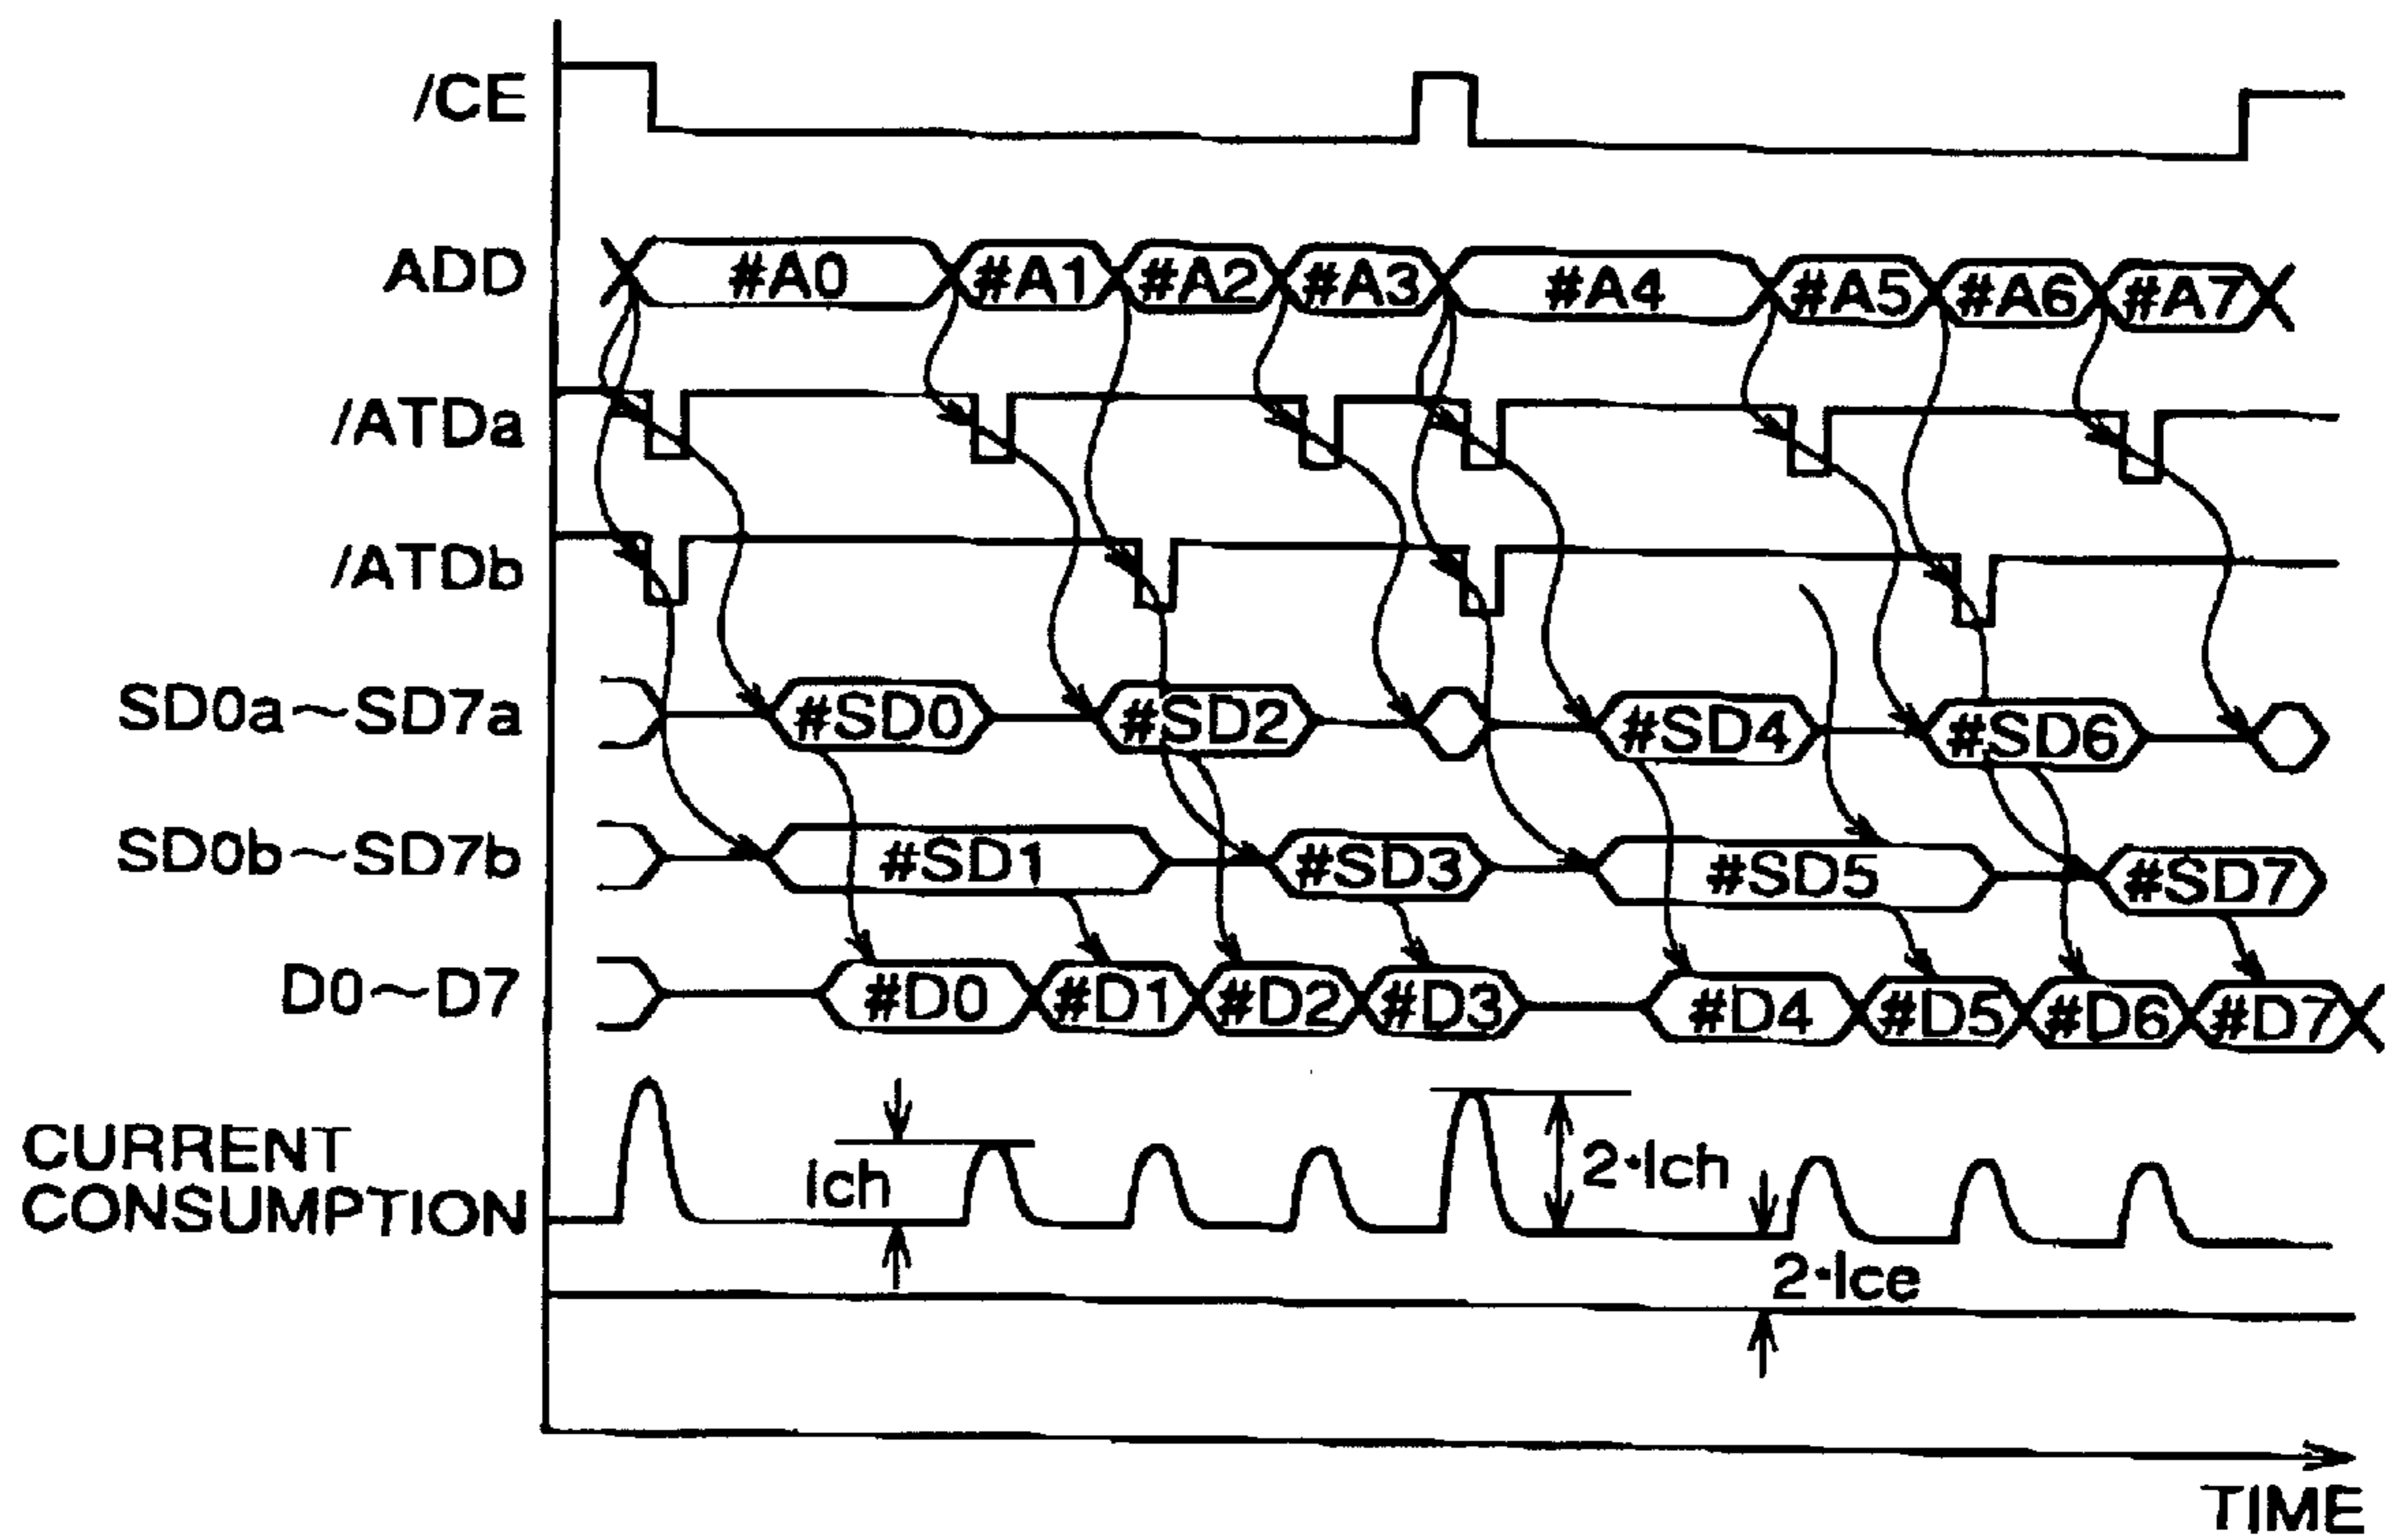 /CE
ADD #A0 #A1 #A2 #A3 #A4 #A5 #A6 #A7
/ATDa
/ATDb
SD0a~SD7a #SD0 #SD2 #SD4 #SD6
SD0b~SD7b #SD1 #SD3 #SD5 #SD7
D0~D7 #D0 #D1 #D2 #D3 #D4 #D5 #D6 #D7
CURRENT
CONSUMPTION
Ich
2·Ich
2·Ice
TIME